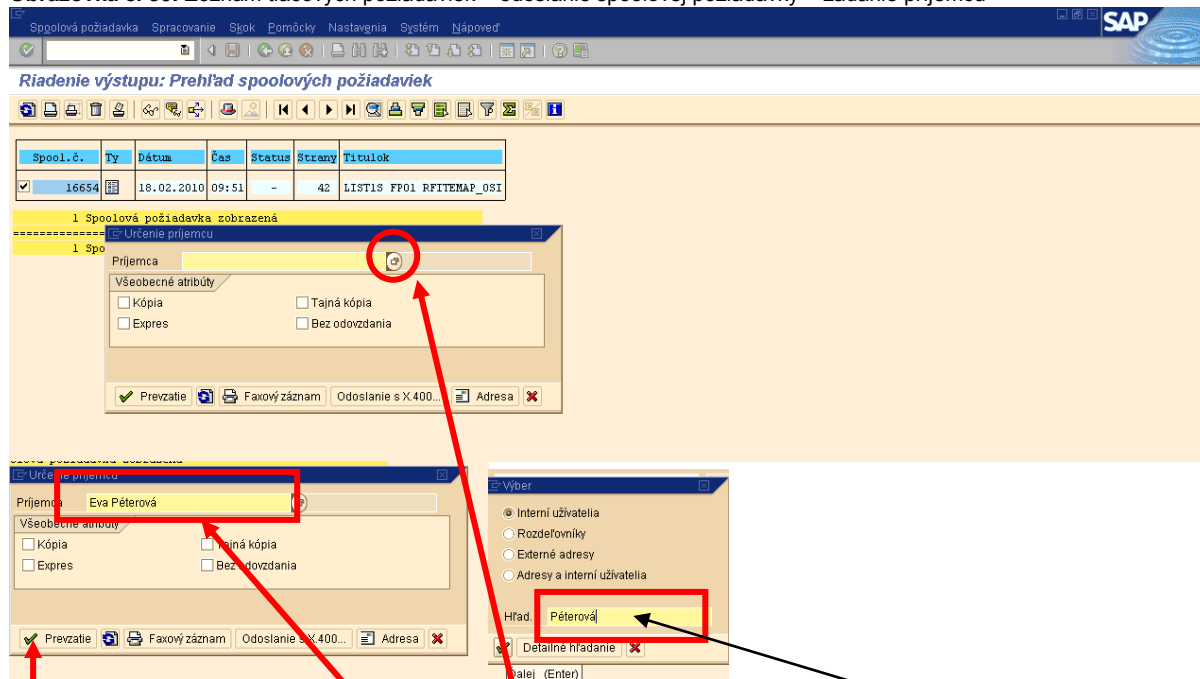 Spoolová požiadavka Spracovanie Skok Pomôcky Nastavenia Systém Nápoveď
SAP
Riadenie výstupu: Prehľad spoolových požiadaviek
Spool.č. Ty Dátum Čas Status Strany Titulok
16654 18.02.2010 09:51 - 42 LIST1S FP01 RFITEMAP_OSI
1 Spoolová požiadavka zobrazená
1 Spo
Určenie príjemcu
Príjemca
Všeobecné atribúty
Kópia Tajná kópia
Expres Bez odovzdania
Prevzatie Faxový záznam Odoslanie s X.400... Adresa
Určenie príjemcu
Príjemca Eva Péterová
Všeobecné atribúty
Kópia Tajná kópia
Expres Bez odovzdania
Prevzatie Faxový záznam Odoslanie s X.400... Adresa
Výber
Interní užívatelia
Rozdeľovníky
Externé adresy
Adresy a interní užívatelia
Hľad. Péterová
Detailné hľadanie
Ďalej (Enter)